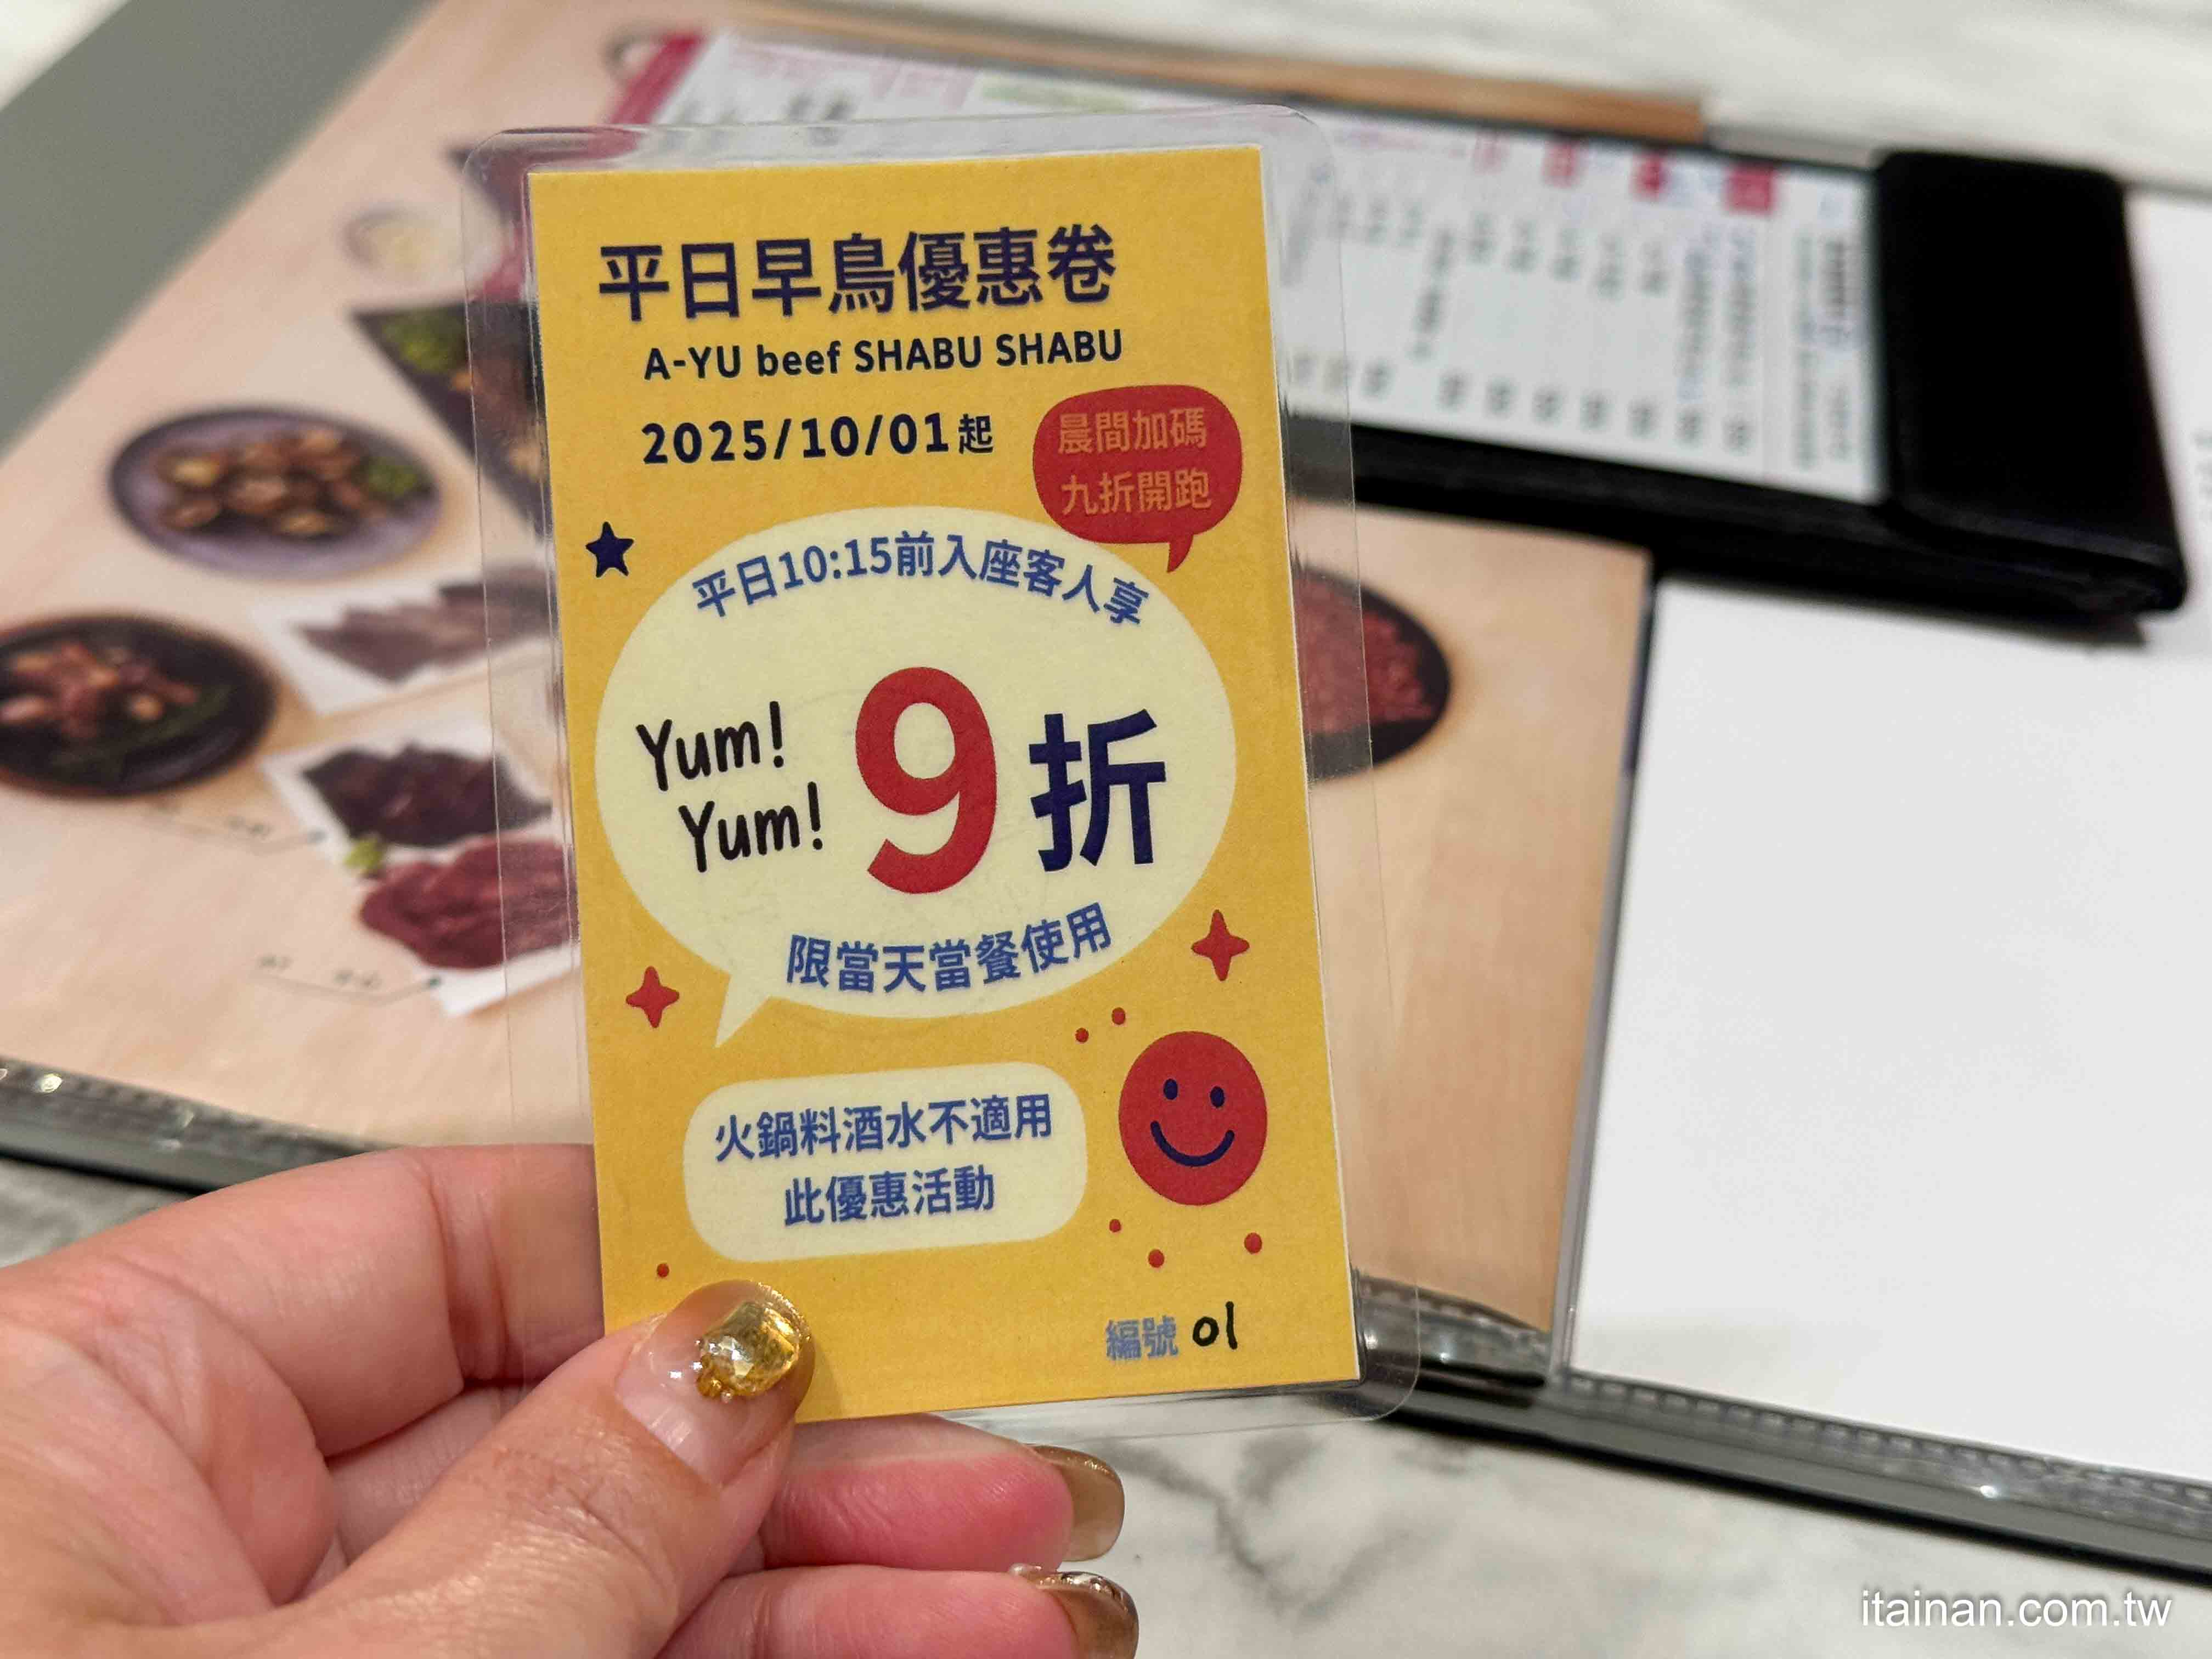 平日早鳥優惠卷
A-YU beef SHABU SHABU
2025/10/01起
晨間加碼
九折開跑
平日10:15前入座客人享
Yum!
Yum!
9折
限當天當餐使用
火鍋料酒水不適用
此優惠活動
編號 01
itainan.com.tw